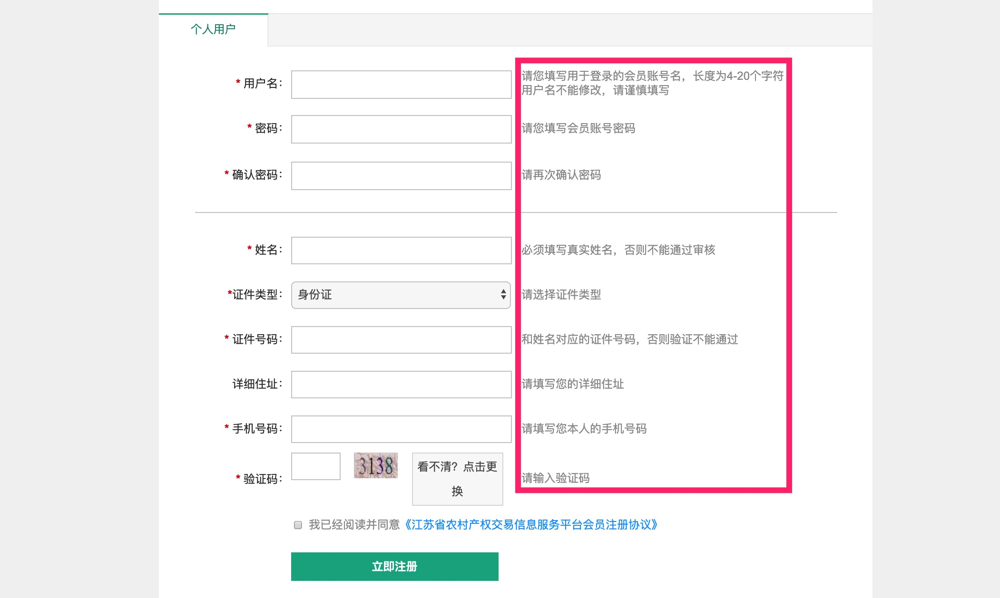 个人用户
* 用户名： 请您填写用于登录的会员账号名，长度为4-20个字符
用户名不能修改，请谨慎填写
* 密码： 请您填写会员账号密码
* 确认密码： 请再次确认密码
* 姓名： 必须填写真实姓名，否则不能通过审核
*证件类型： 身份证 请选择证件类型
* 证件号码： 和姓名对应的证件号码，否则验证不能通过
详细住址： 请填写您的详细住址
* 手机号码： 请填写您本人的手机号码
* 验证码： 3138 看不清？点击更
换
请输入验证码
我已经阅读并同意《江苏省农村产权交易信息服务平台会员注册协议》
立即注册